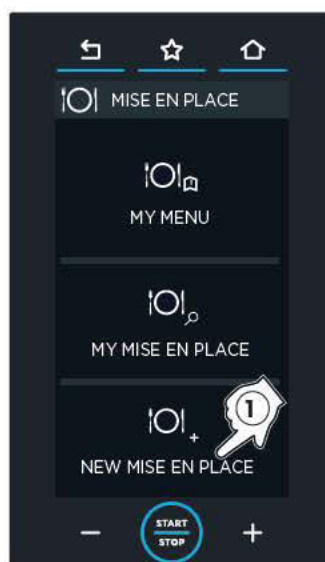 MISE EN PLACE
MY MENU
MY MISE EN PLACE
1
NEW MISE EN PLACE
START
STOP